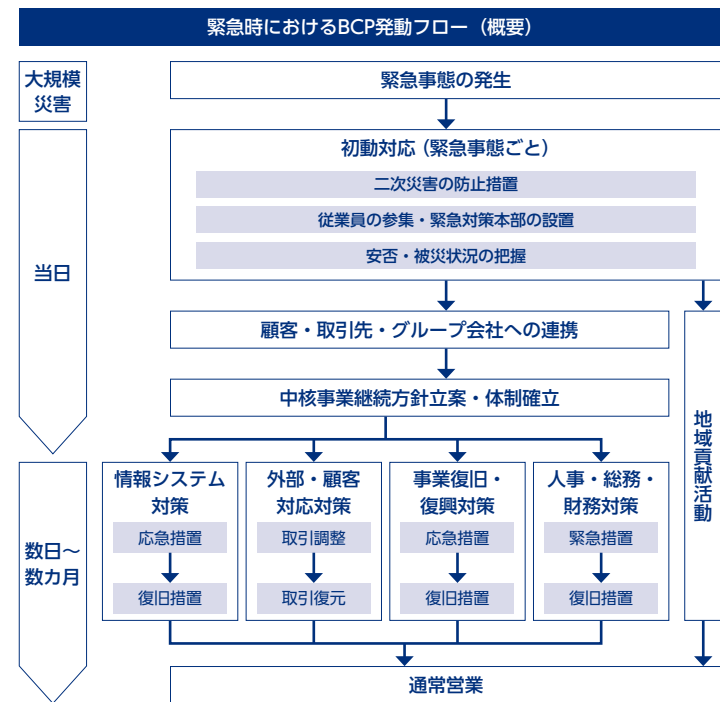 緊急時におけるBCP発動フロー（概要）
大規模
災害
緊急事態の発生
当日
初動対応（緊急事態ごと）
二次災害の防止措置
従業員の参集・緊急対策本部の設置
安否・被災状況の把握
顧客・取引先・グループ会社への連携
中核事業継続方針立案・体制確立
地域貢献活動
数日～
数カ月
情報システム
対策
応急措置
復旧措置
外部・顧客
対応対策
取引調整
取引復元
事業復旧・
復興対策
応急措置
復旧措置
人事・総務・
財務対策
緊急措置
復旧措置
通常営業